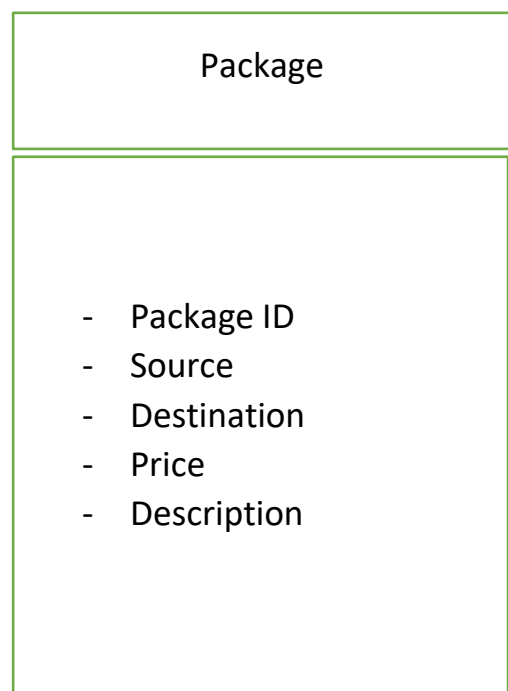 Package
- Package ID
- Source
- Destination
- Price
- Description